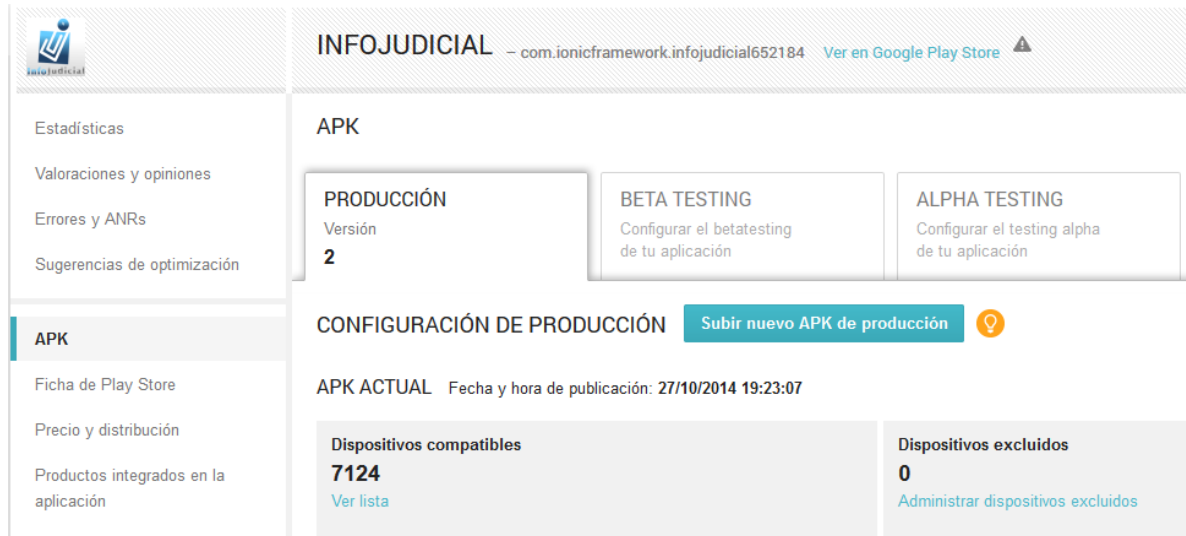 infoJudicial
INFOJUDICIAL – com.ionicframework.infojudicial652184 Ver en Google Play Store
Estadísticas
Valoraciones y opiniones
Errores y ANRs
Sugerencias de optimización
APK
Ficha de Play Store
Precio y distribución
Productos integrados en la
aplicación
APK
PRODUCCIÓN
Versión
2
BETA TESTING
Configurar el betatesting
de tu aplicación
ALPHA TESTING
Configurar el testing alpha
de tu aplicación
CONFIGURACIÓN DE PRODUCCIÓN Subir nuevo APK de producción
APK ACTUAL Fecha y hora de publicación: 27/10/2014 19:23:07
Dispositivos compatibles
7124
Ver lista
Dispositivos excluidos
0
Administrar dispositivos excluidos